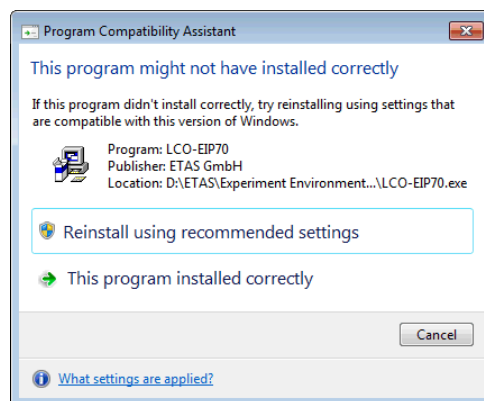 Program Compatibility Assistant
This program might not have installed correctly
If this program didn't install correctly, try reinstalling using settings that
are compatible with this version of Windows.
Program: LCO-EIP70
Publisher: ETAS GmbH
Location: D:\ETAS\Experiment Environment...\LCO-EIP70.exe
Reinstall using recommended settings
This program installed correctly
Cancel
What settings are applied?